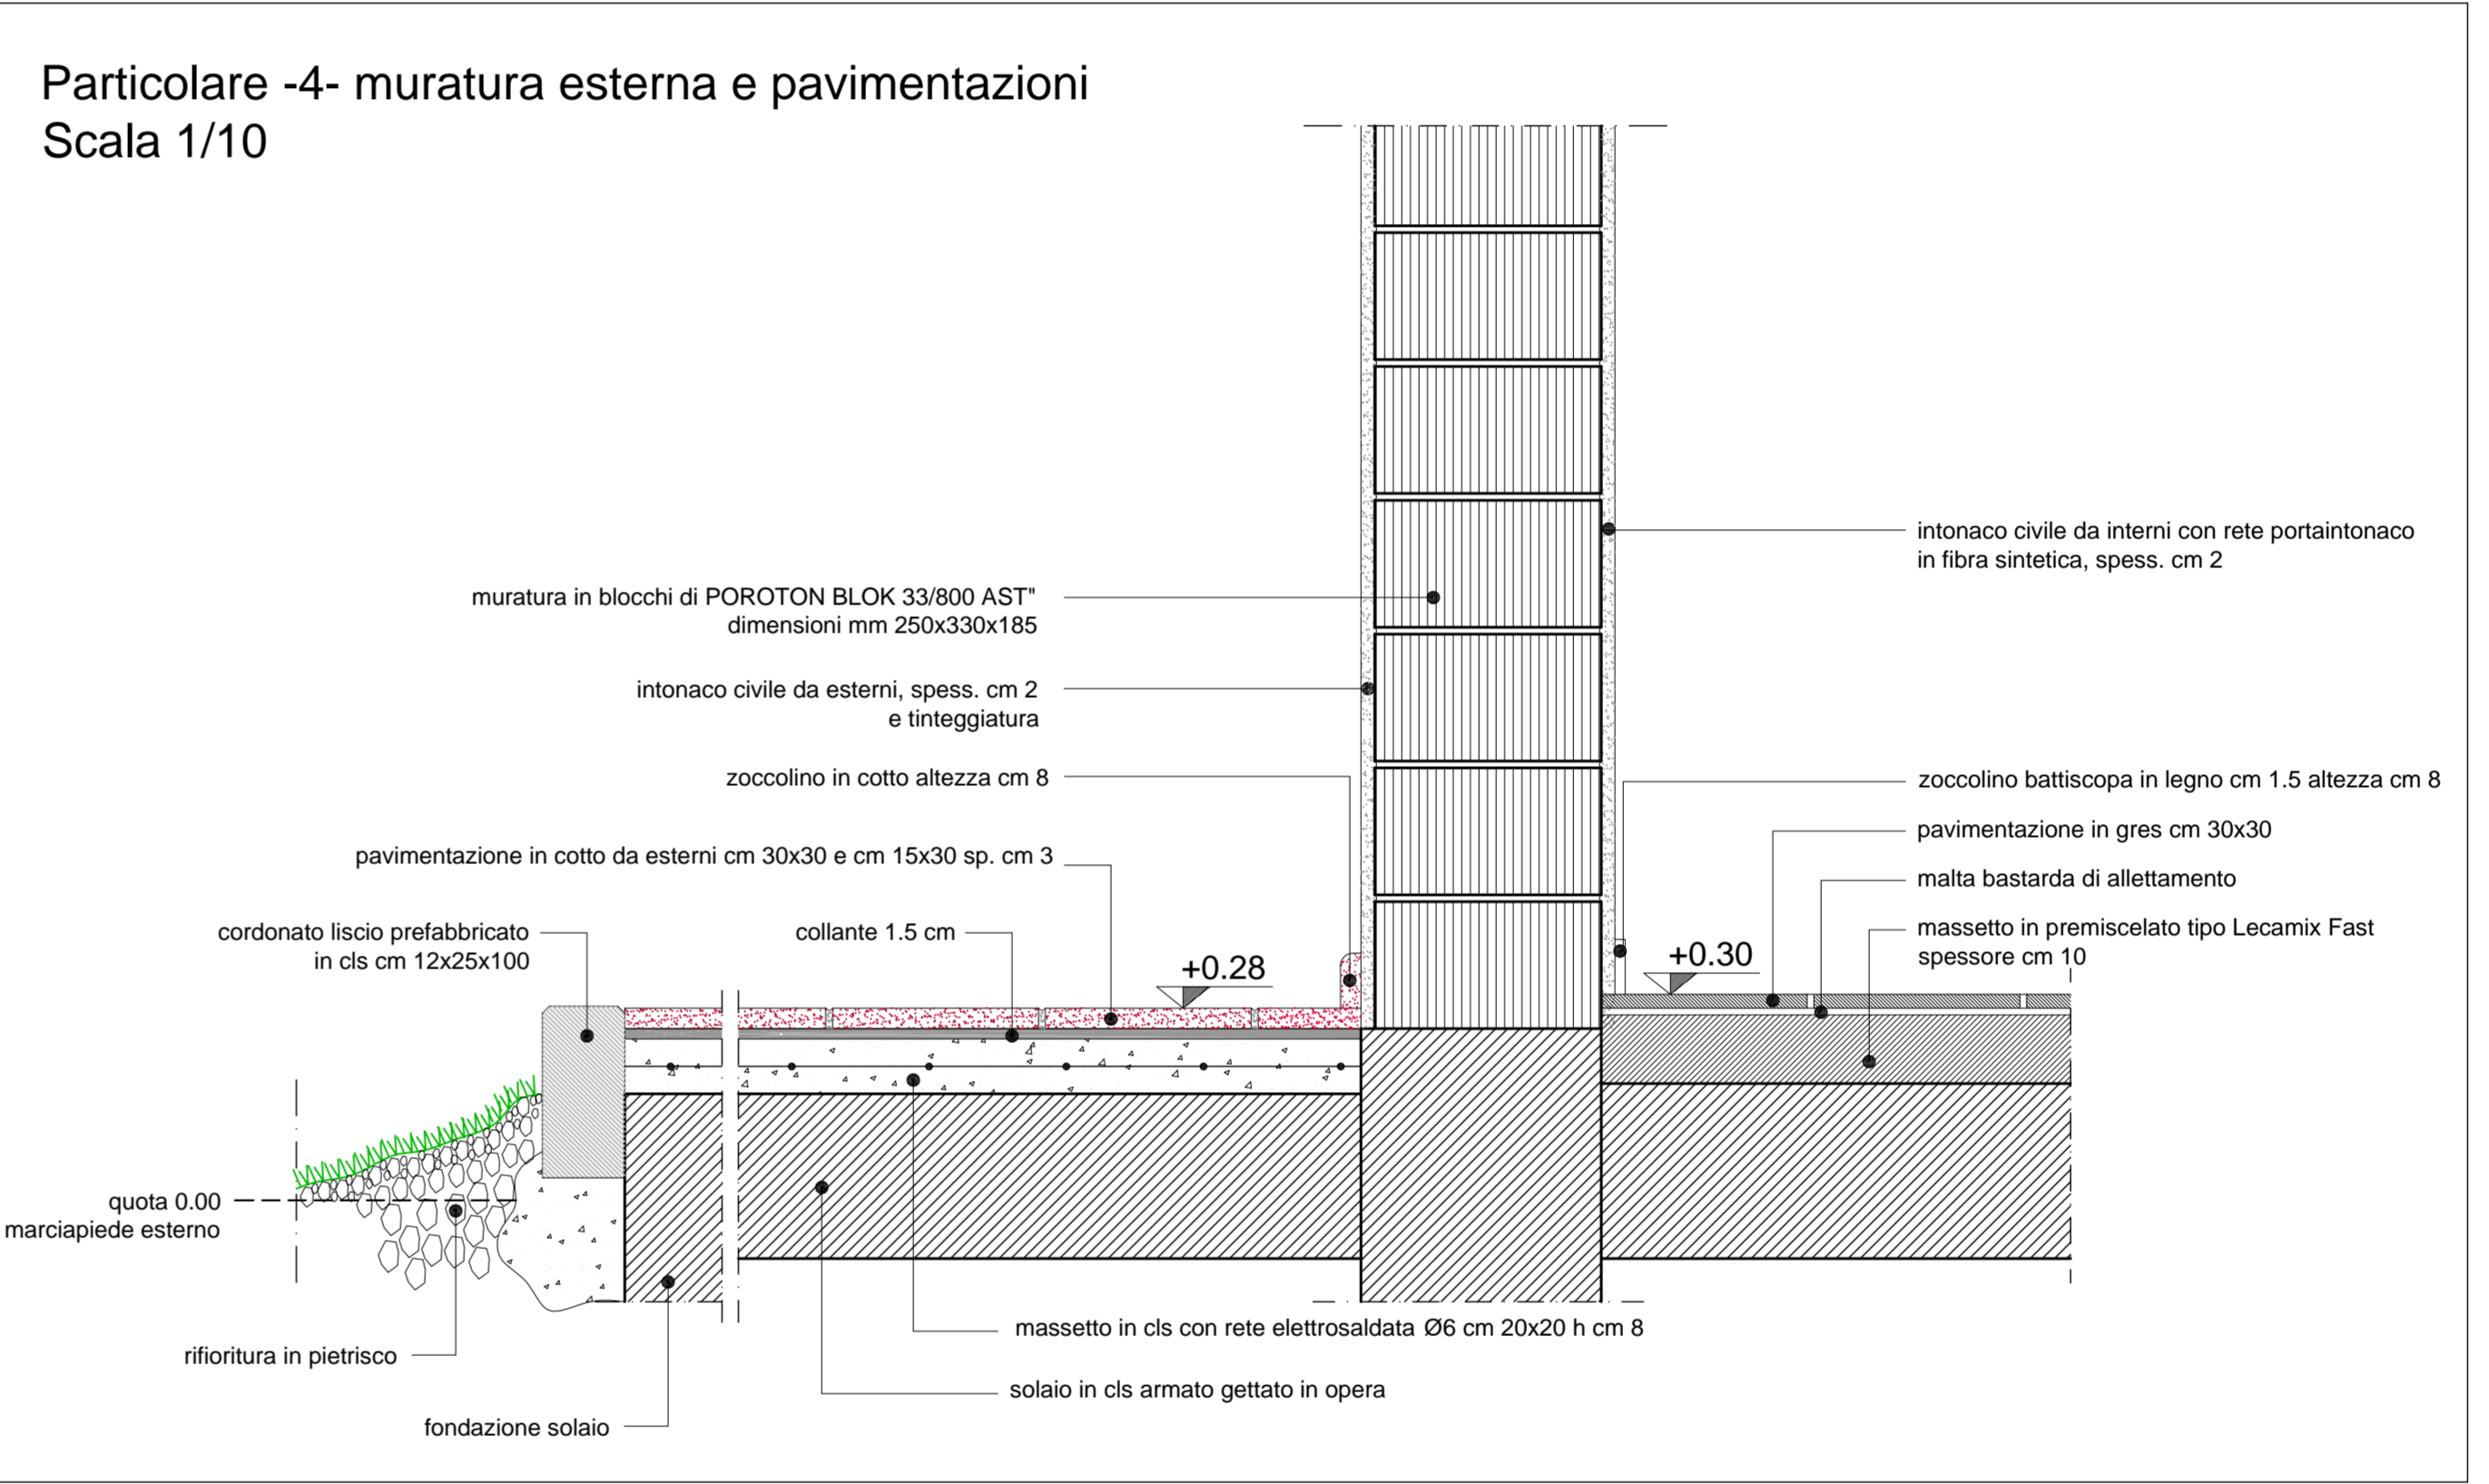 Particolare -4- muratura esterna e pavimentazioni
Scala 1/10
intonaco civile da interni con rete portaintonaco
in fibra sintetica, spess. cm 2
muratura in blocchi di POROTON BLOK 33/800 AST"
dimensioni mm 250x330x185
intonaco civile da esterni, spess. cm 2
e tinteggiatura
zoccolino in cotto altezza cm 8
zoccolino battiscopa in legno cm 1.5 altezza cm 8
pavimentazione in gres cm 30x30
pavimentazione in cotto da esterni cm 30x30 e cm 15x30 sp. cm 3
malta bastarda di allettamento
cordonato liscio prefabbricato
in cls cm 12x25x100
collante 1.5 cm
massetto in premiscelato tipo Lecamix Fast
spessore cm 10
+0.28
+0.30
quota 0.00
marciapiede esterno
massetto in cls con rete elettrosaldata Ø6 cm 20x20 h cm 8
rifioritura in pietrisco
solaio in cls armato gettato in opera
fondazione solaio